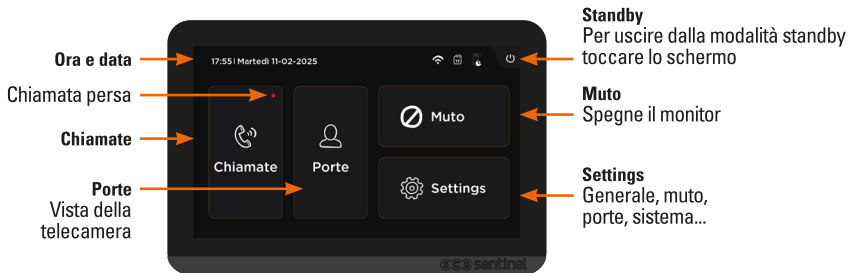 Ora e data
Chiamata persa
Chiamate
Porte
Vista della
telecamera
17:55| Martedì 11-02-2025
Chiamate
Porte
Muto
Settings
sentinel
Standby
Per uscire dalla modalità standby
toccare lo schermo
Muto
Spegne il monitor
Settings
Generale, muto,
porte, sistema...